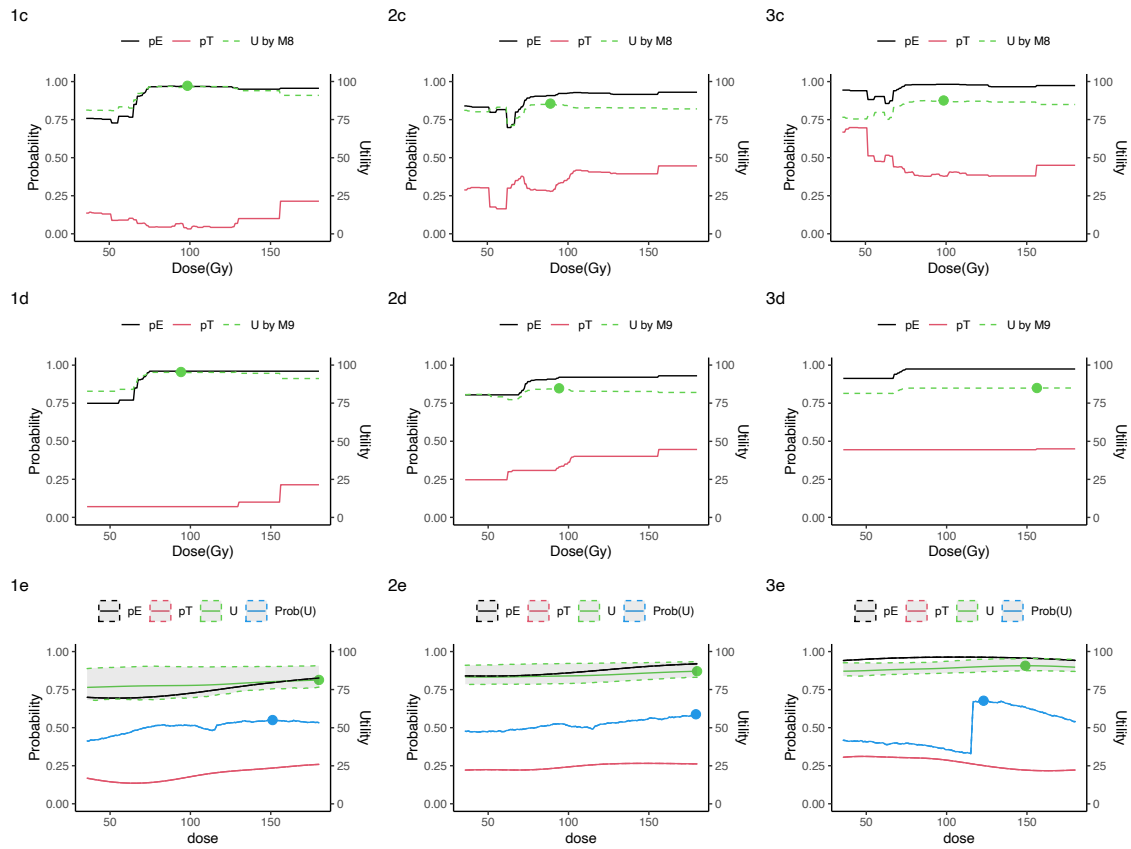 1c 2c 3c
pE pT U by M8 pE pT U by M8 pE pT U by M8
1.00 100 1.00 100 1.00 100
0.75 75 0.75 75 0.75 75
0.50 50 0.50 50 0.50 50
0.25 25 0.25 25 0.25 25
0.00 0 0.00 0 0.00 0
Probability Utility Probability Utility Probability Utility
50 100 150 50 100 150 50 100 150
Dose(Gy) Dose(Gy) Dose(Gy)
1d 2d 3d
pE pT U by M9 pE pT U by M9 pE pT U by M9
1.00 100 1.00 100 1.00 100
0.75 75 0.75 75 0.75 75
0.50 50 0.50 50 0.50 50
0.25 25 0.25 25 0.25 25
0.00 0 0.00 0 0.00 0
Probability Utility Probability Utility Probability Utility
50 100 150 50 100 150 50 100 150
Dose(Gy) Dose(Gy) Dose(Gy)
1e 2e 3e
pE pT U Prob(U) pE pT U Prob(U) pE pT U Prob(U)
1.00 100 1.00 100 1.00 100
0.75 75 0.75 75 0.75 75
0.50 50 0.50 50 0.50 50
0.25 25 0.25 25 0.25 25
0.00 0 0.00 0 0.00 0
Probability Utility Probability Utility Probability Utility
50 100 150 50 100 150 50 100 150
dose dose dose